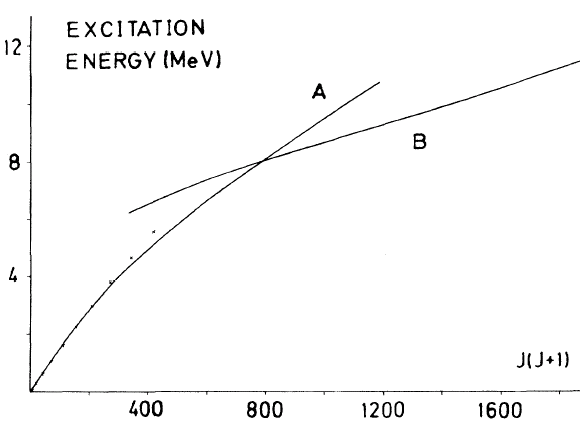 EXCITATION
ENERGY (MeV)
12
A
B
8
4
J(J+1)
400 800 1200 1600